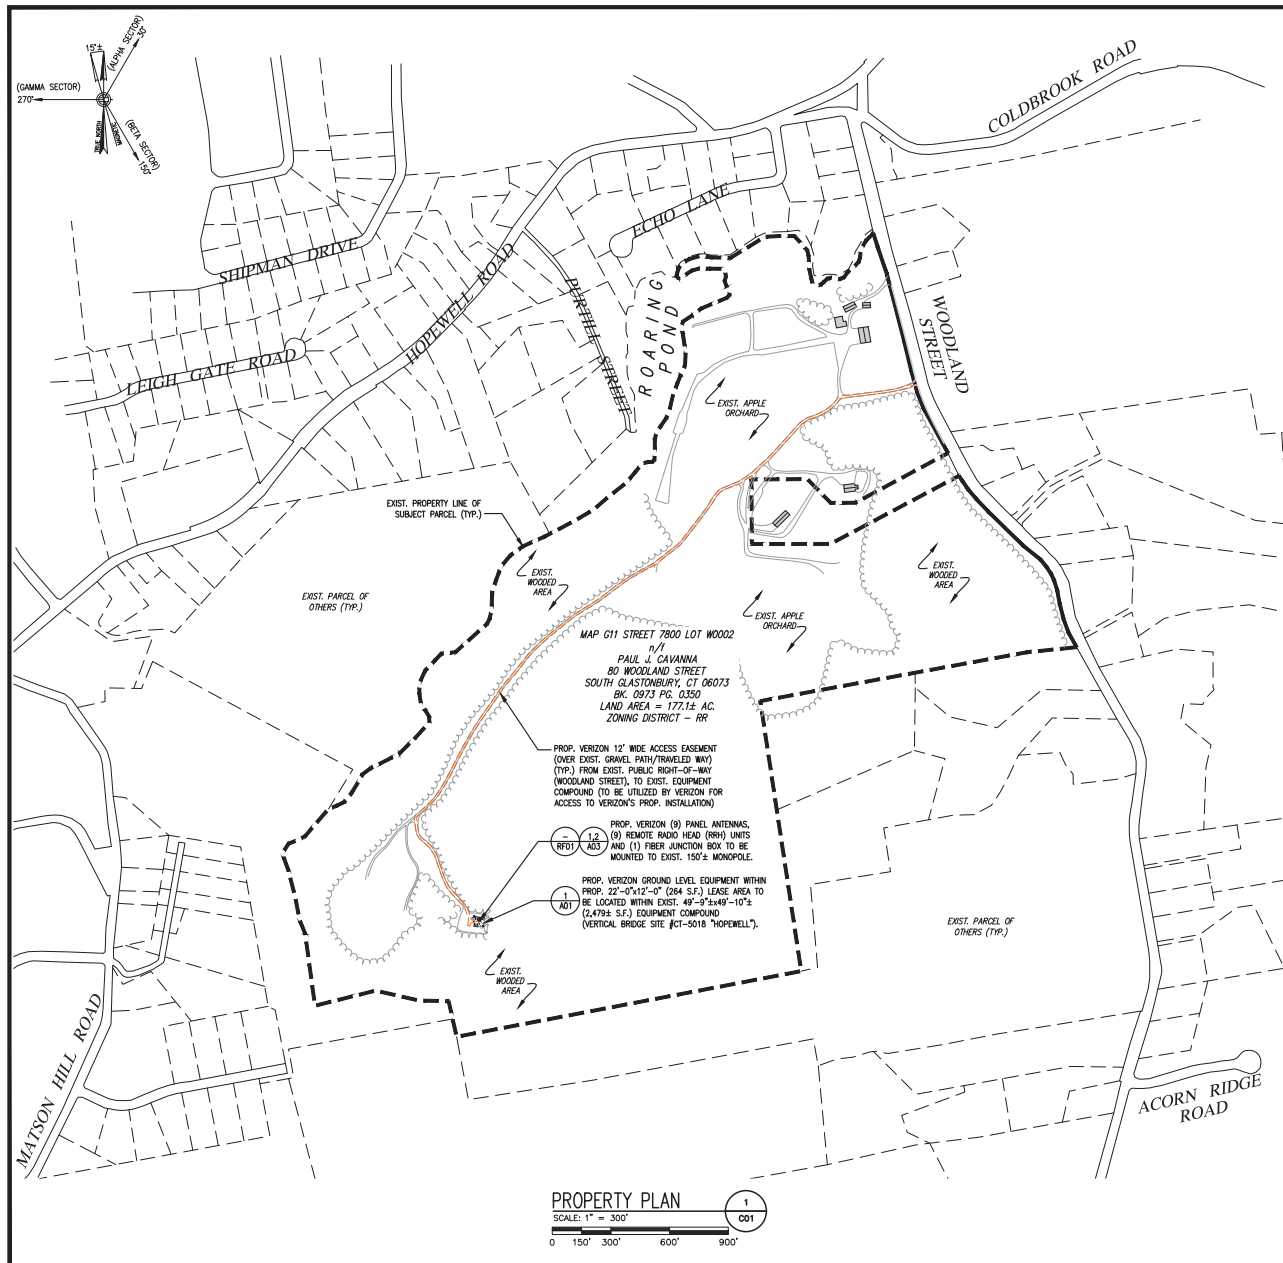 15°±
(ALPHA SECTOR)
30°
(GAMMA SECTOR)
270°
(BETA SECTOR)
150°
TRUE NORTH
COLDBROOK ROAD
ECHO LANE
SHIPMAN DRIVE
HOPEWELL ROAD
PURTILL STREET
ROARING
POND
WOODLAND
STREET
LEIGH GATE ROAD
EXIST. APPLE
ORCHARD
EXIST. PROPERTY LINE OF
SUBJECT PARCEL (TYP.)
EXIST.
WOODED
AREA
EXIST.
WOODED
AREA
EXIST. PARCEL OF
OTHERS (TYP.)
EXIST. APPLE
ORCHARD
MAP G11 STREET 7800 LOT W0002
n/f
PAUL J. CAVANNA
80 WOODLAND STREET
SOUTH GLASTONBURY, CT 06073
BK. 0973 PG. 0350
LAND AREA = 177.1± AC.
ZONING DISTRICT - RR
PROP. VERIZON 12' WIDE ACCESS EASEMENT
(OVER EXIST. GRAVEL PATH/TRAVELED WAY)
(TYP.) FROM EXIST. PUBLIC RIGHT-OF-WAY
(WOODLAND STREET), TO EXIST. EQUIPMENT
COMPOUND (TO BE UTILIZED BY VERIZON FOR
ACCESS TO VERIZON'S PROP. INSTALLATION)
PROP. VERIZON (9) PANEL ANTENNAS,
(9) REMOTE RADIO HEAD (RRH) UNITS
AND (1) FIBER JUNCTION BOX TO BE
MOUNTED TO EXIST. 150'± MONOPOLE.
-
RF01
1,2
A03
PROP. VERIZON GROUND LEVEL EQUIPMENT WITHIN
PROP. 22'-0"x12'-0" (264 S.F.) LEASE AREA TO
BE LOCATED WITHIN EXIST. 49'-9"±x49'-10"±
(2,479± S.F.) EQUIPMENT COMPOUND
(VERTICAL BRIDGE SITE #CT-5018 "HOPEWELL").
1
A01
EXIST. PARCEL OF
OTHERS (TYP.)
EXIST.
WOODED
AREA
MATSON HILL ROAD
ACORN RIDGE
ROAD
PROPERTY PLAN
SCALE: 1" = 300'
1
C01
0 150' 300' 600' 900'